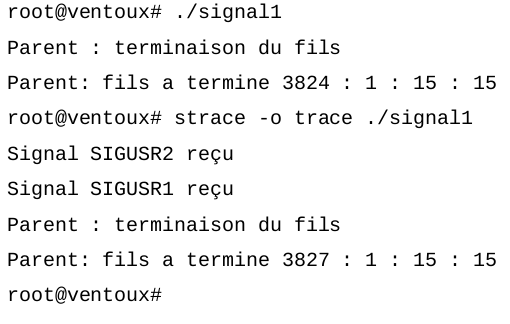 root@ventoux# ./signal1
Parent : terminaison du fils
Parent: fils a termine 3824 : 1 : 15 : 15
root@ventoux# strace -o trace ./signal1
Signal SIGUSR2 reçu
Signal SIGUSR1 reçu
Parent : terminaison du fils
Parent: fils a termine 3827 : 1 : 15 : 15
root@ventoux#